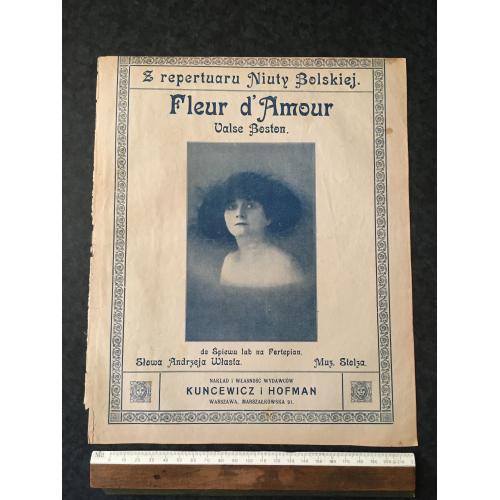 Z repertuaru Niuty Bolskiej.
Fleur d'Amour
Valse Boston.
do Śpiewu lub na Fortepian.
Słowa Andrzeja Własta. Muz. Stolza.
NAKŁAD I WŁASNOŚĆ WYDAWCÓW
KUNCEWICZ i HOFMAN
WARSZAWA, MARSZAŁKOWSKA 91.